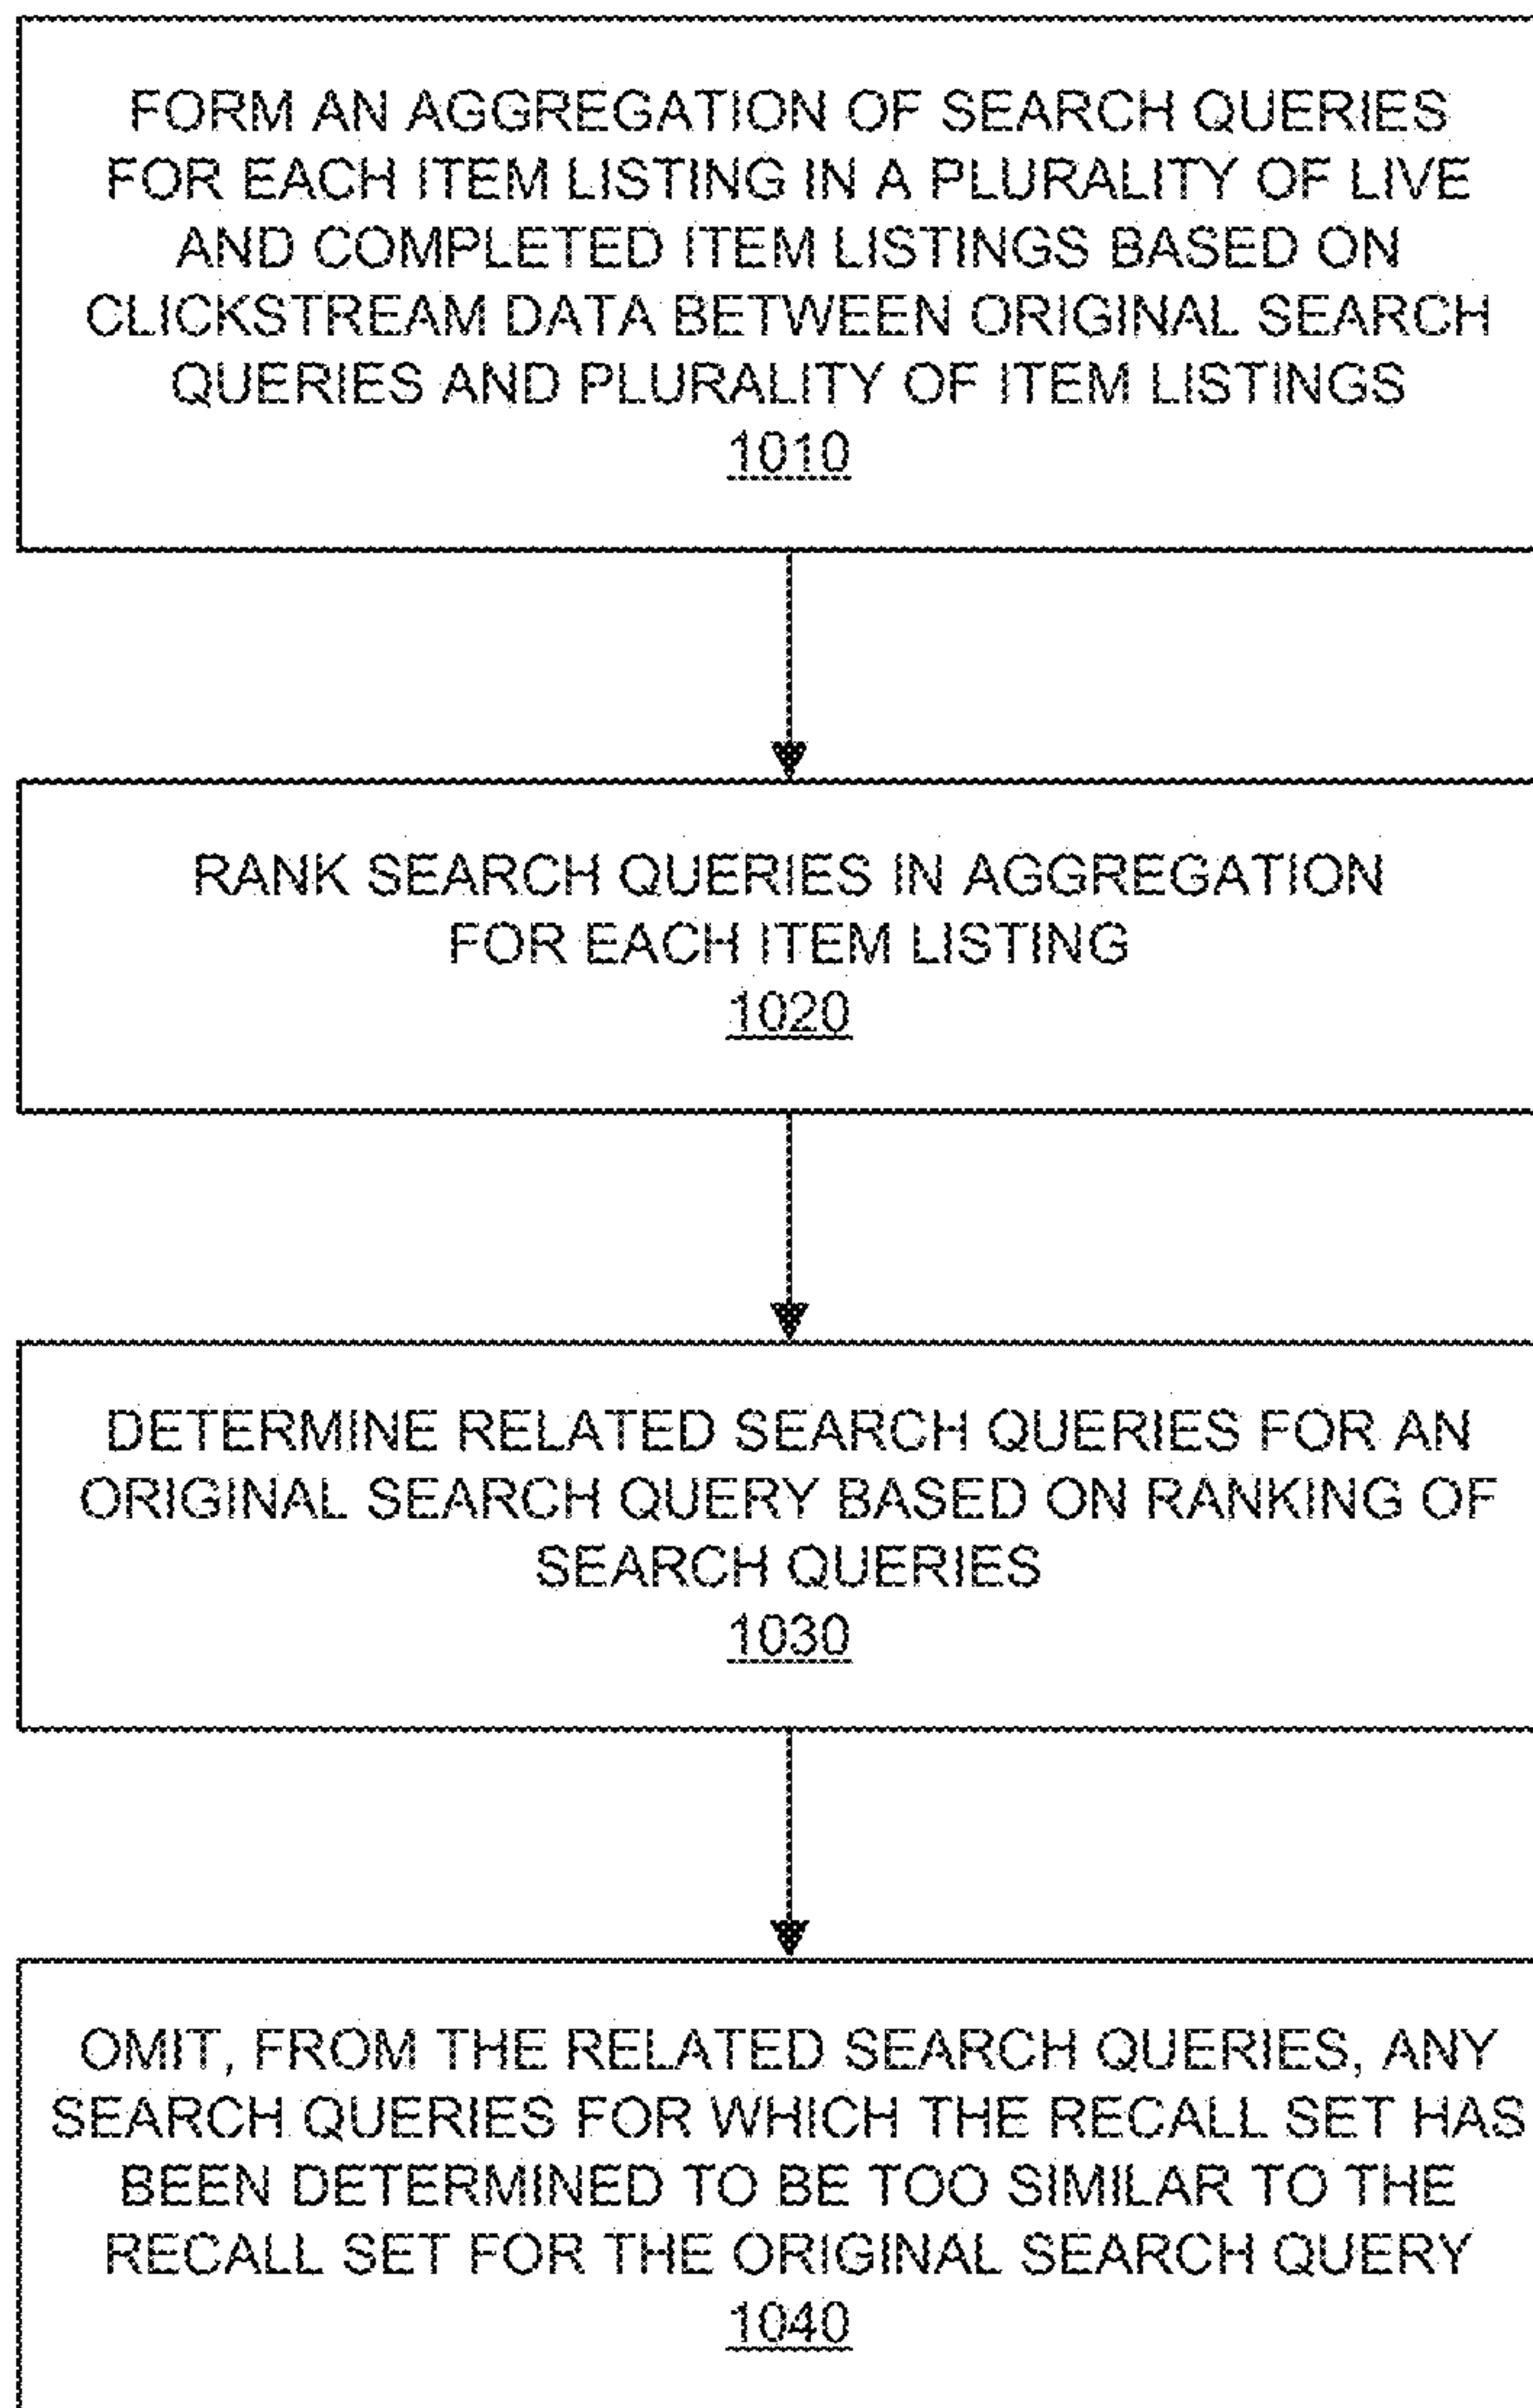 FORM AN AGGREGATION OF SEARCH QUERIES
FOR EACH ITEM LISTING IN A PLURALITY OF LIVE
AND COMPLETED ITEM LISTINGS BASED ON
CLICKSTREAM DATA BETWEEN ORIGINAL SEARCH
QUERIES AND PLURALITY OF ITEM LISTINGS
1010
RANK SEARCH QUERIES IN AGGREGATION
FOR EACH ITEM LISTING
1020
DETERMINE RELATED SEARCH QUERIES FOR AN
ORIGINAL SEARCH QUERY BASED ON RANKING OF
SEARCH QUERIES
1030
OMIT, FROM THE RELATED SEARCH QUERIES, ANY
SEARCH QUERIES FOR WHICH THE RECALL SET HAS
BEEN DETERMINED TO BE TOO SIMILAR TO THE
RECALL SET FOR THE ORIGINAL SEARCH QUERY
1040